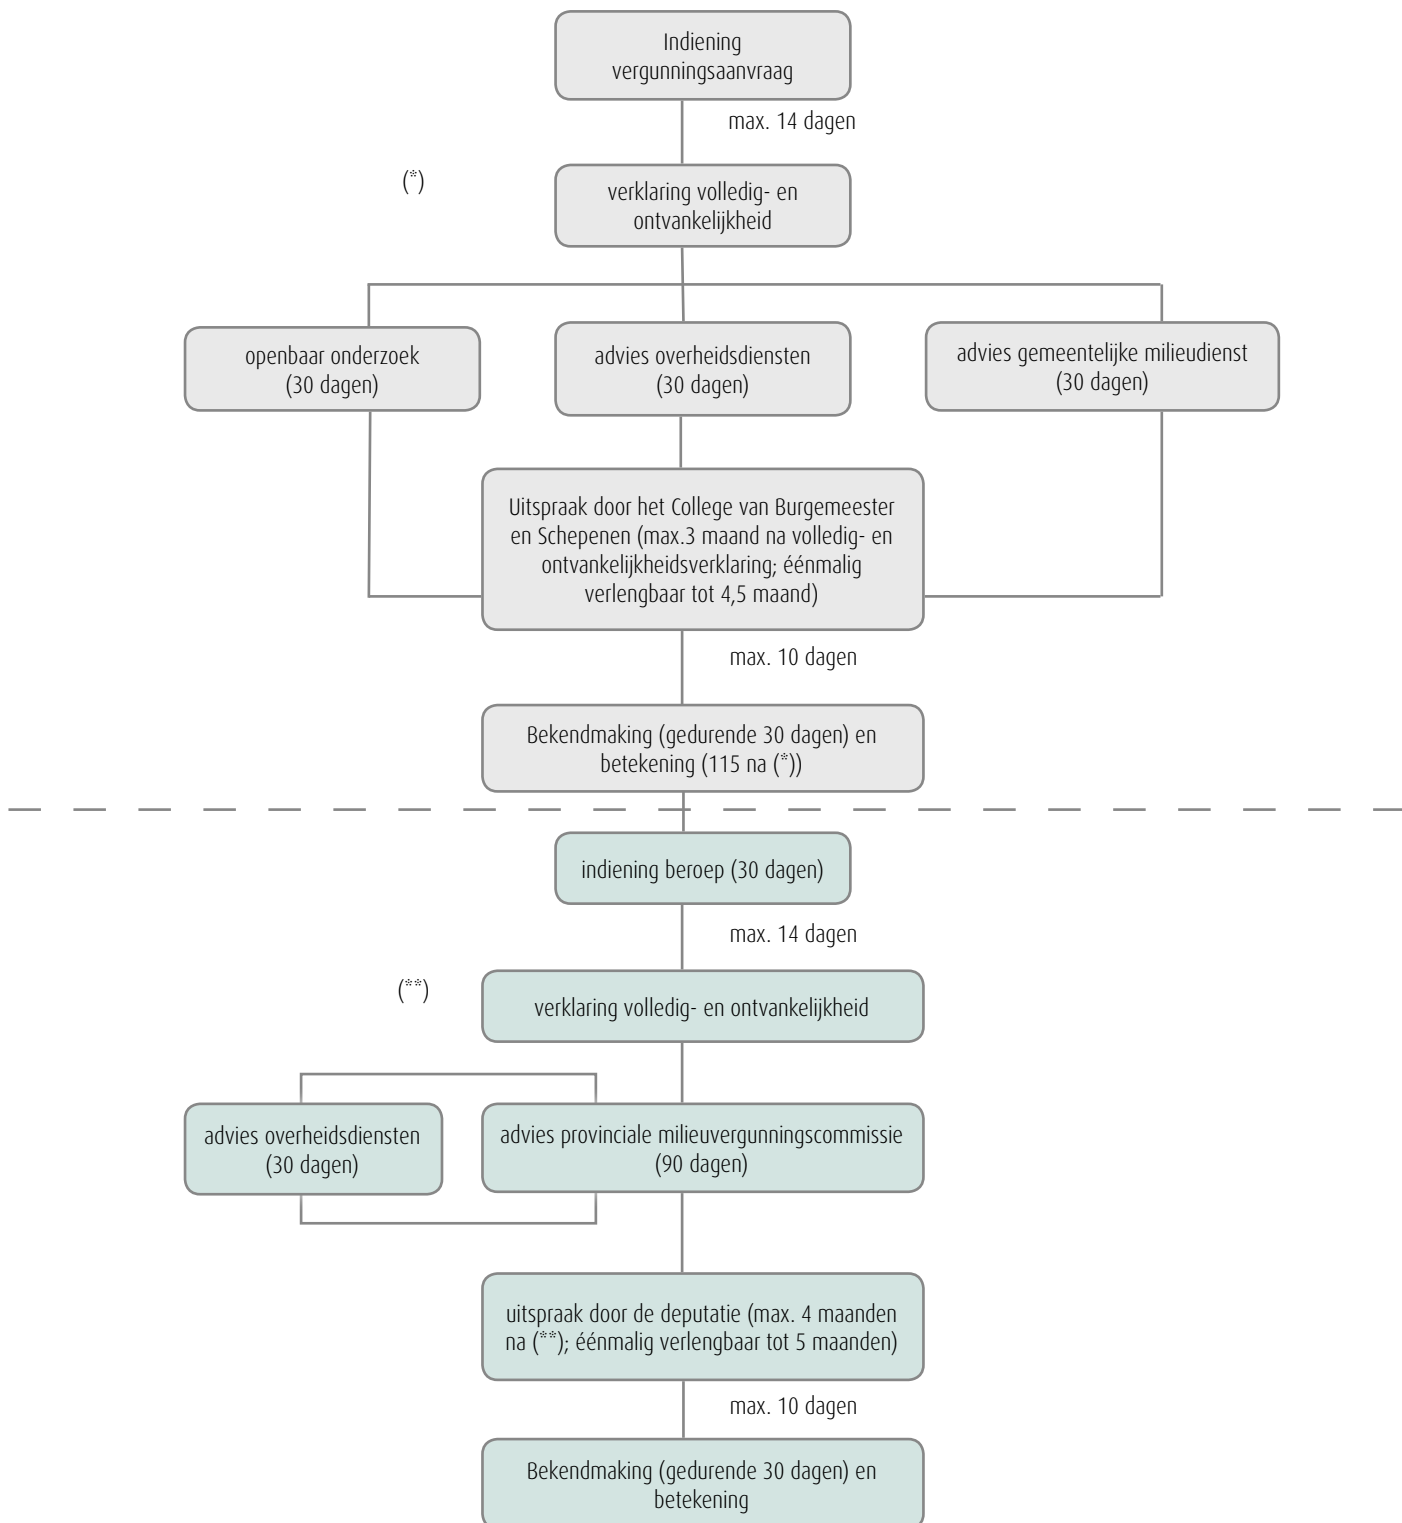 Indiening
vergunningsaanvraag
max. 14 dagen
(*)
verklaring volledig- en
ontvankelijkheid
openbaar onderzoek
(30 dagen)
advies overheidsdiensten
(30 dagen)
advies gemeentelijke milieudienst
(30 dagen)
Uitspraak door het College van Burgemeester
en Schepenen (max.3 maand na volledig- en
ontvankelijkheidsverklaring; éénmalig
verlengbaar tot 4,5 maand)
max. 10 dagen
Bekendmaking (gedurende 30 dagen) en
betekening (115 na (*))
indiening beroep (30 dagen)
max. 14 dagen
(**)
verklaring volledig- en ontvankelijkheid
advies overheidsdiensten
(30 dagen)
advies provinciale milieuvergunningscommissie
(90 dagen)
uitspraak door de deputatie (max. 4 maanden
na (**); éénmalig verlengbaar tot 5 maanden)
max. 10 dagen
Bekendmaking (gedurende 30 dagen) en
betekening